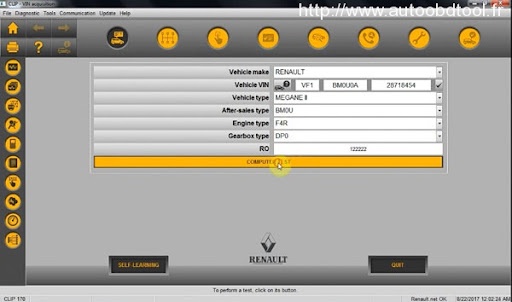 CLIP - VIN acquisition
http://www.autoobdtool.fr
File Diagnostic Tools Communication Update Help
Vehicle make RENAULT
Vehicle VIN VF1 BM0U0A 28718454
Vehicle type MEGANE II
After-sales type BM0U
Engine type F4R
Gearbox type DP0
RO 122222
COMPUTER TEST
RENAULT
SELF-LEARNING
QUIT
To perform a test, click on its button.
CLIP 170 Renault.net OK 9/22/2017 12:02:24 AM